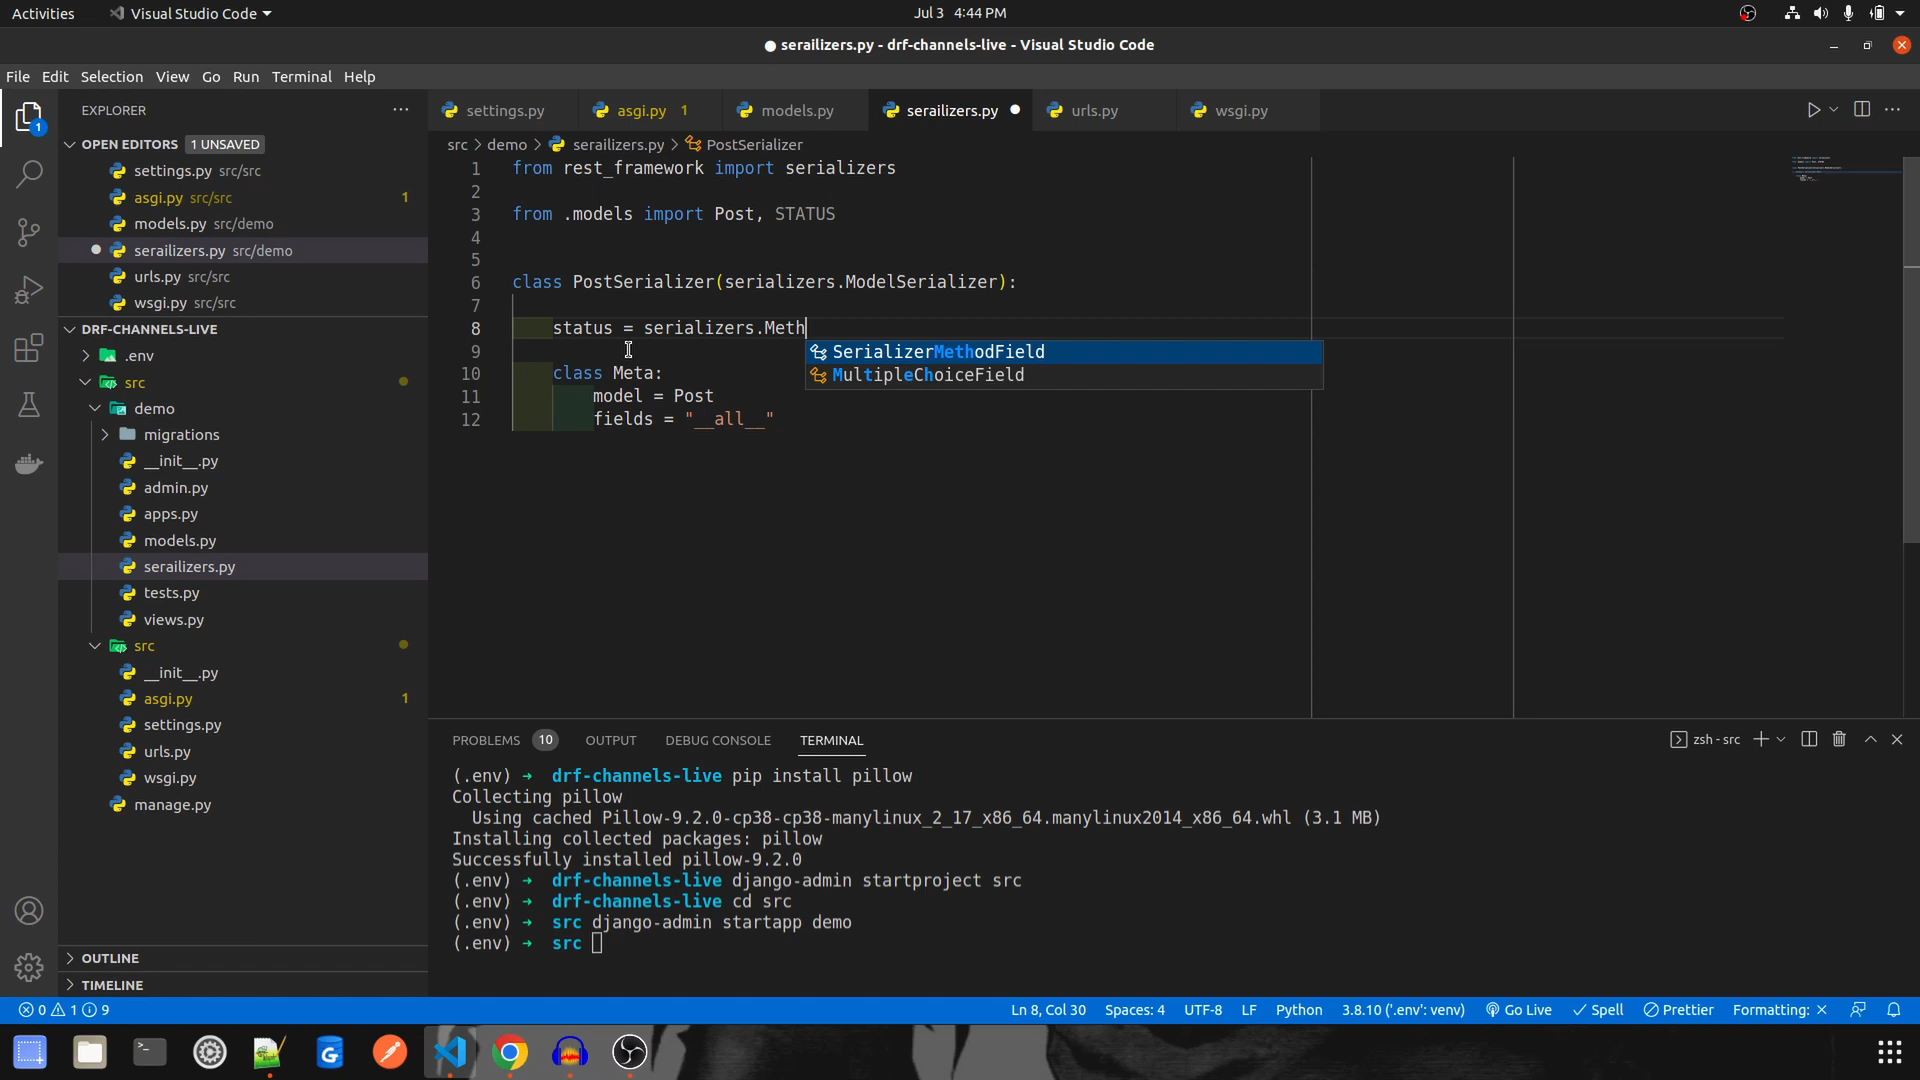 Activities
Visual Studio Code
Jul 3 4:44 PM
● serailizers.py - drf-channels-live - Visual Studio Code
File Edit Selection View Go Run Terminal Help
1
EXPLORER
OPEN EDITORS 1 UNSAVED
settings.py src/src
asgi.py src/src 1
models.py src/demo
serailizers.py src/demo
urls.py src/src
wsgi.py src/src
DRF-CHANNELS-LIVE
.env
src
demo
migrations
__init__.py
admin.py
apps.py
models.py
serailizers.py
tests.py
views.py
src
__init__.py
asgi.py 1
settings.py
urls.py
wsgi.py
manage.py
OUTLINE
TIMELINE
settings.py asgi.py 1 models.py serailizers.py urls.py wsgi.py
src > demo > serailizers.py > PostSerializer
1 from rest_framework import serializers
2
3 from .models import Post, STATUS
4
5
6 class PostSerializer(serializers.ModelSerializer):
7
8 status = serializers.Meth
9
SerializerMethodField
10 class Meta:
MultipleChoiceField
11 model = Post
12 fields = "__all__"
PROBLEMS 10 OUTPUT DEBUG CONSOLE TERMINAL
zsh - src
(.env) → drf-channels-live pip install pillow
Collecting pillow
Using cached Pillow-9.2.0-cp38-cp38-manylinux_2_17_x86_64.manylinux2014_x86_64.whl (3.1 MB)
Installing collected packages: pillow
Successfully installed pillow-9.2.0
(.env) → drf-channels-live django-admin startproject src
(.env) → drf-channels-live cd src
(.env) → src django-admin startapp demo
(.env) → src
0 1 9
Ln 8, Col 30 Spaces: 4 UTF-8 LF Python 3.8.10 ('.env': venv) Go Live Spell Prettier Formatting: ×